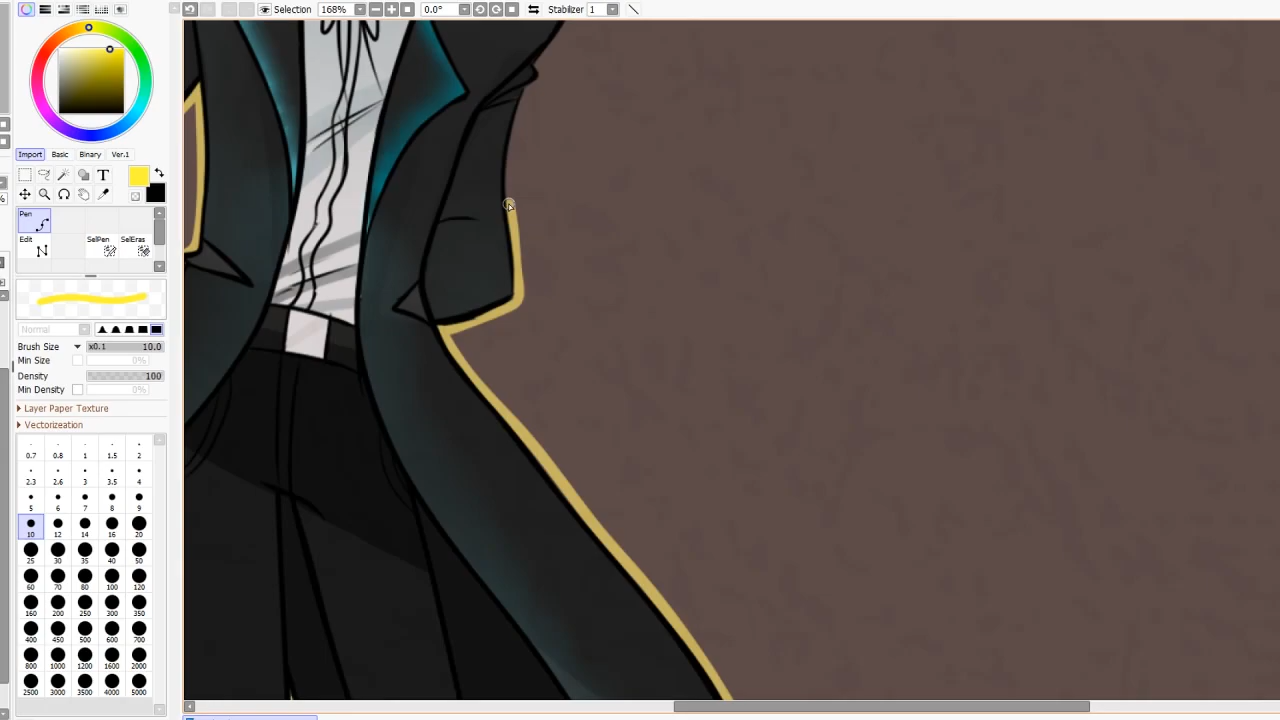 Selection 168% 0.0° Stabilizer 1
Import Basic Binary Ver.1
T
Pen
Edit SelPen SelEras
Normal
Brush Size x0.1 10.0
Min Size 0%
Density 100
Min Density 0%
Layer Paper Texture
Vectorizeation
0.7 0.8 1 1.5 2
2.3 2.6 3 3.5 4
5 6 7 8 9
10 12 14 16 20
25 30 35 40 50
60 70 80 100 120
160 200 250 300 350
400 450 500 600 700
800 1000 1200 1600 2000
2500 3000 3500 4000 5000